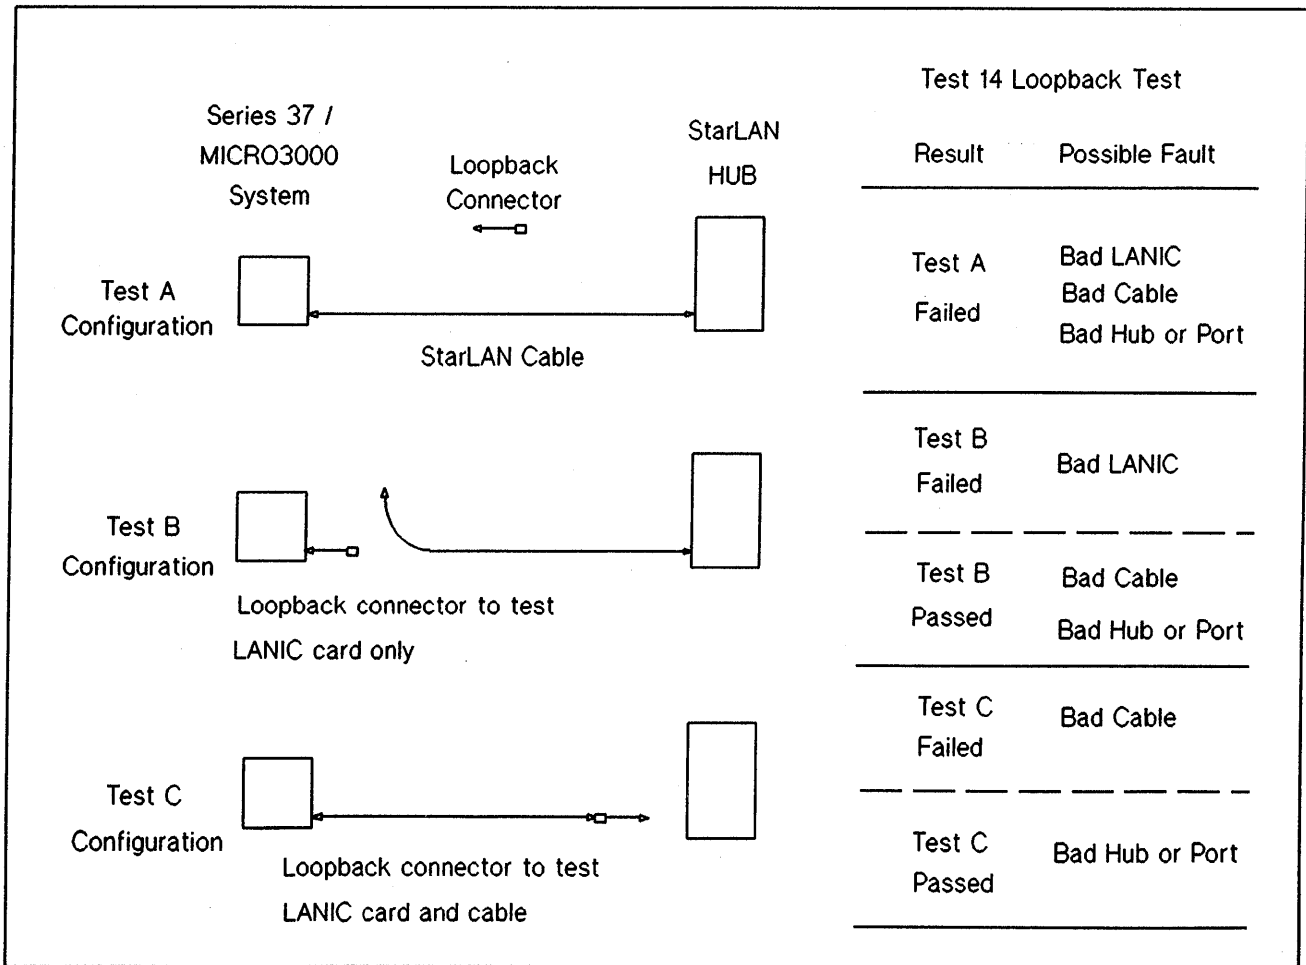 Series 37 /
MICRO3000
System
Loopback
Connector
StarLAN
HUB
Test A
Configuration
StarLAN Cable
Test B
Configuration
Loopback connector to test
LANIC card only
Test C
Configuration
Loopback connector to test
LANIC card and cable
Test 14 Loopback Test
Result Possible Fault
Test A
Failed
Bad LANIC
Bad Cable
Bad Hub or Port
Test B
Failed
Bad LANIC
Test B
Passed
Bad Cable
Bad Hub or Port
Test C
Failed
Bad Cable
Test C
Passed
Bad Hub or Port